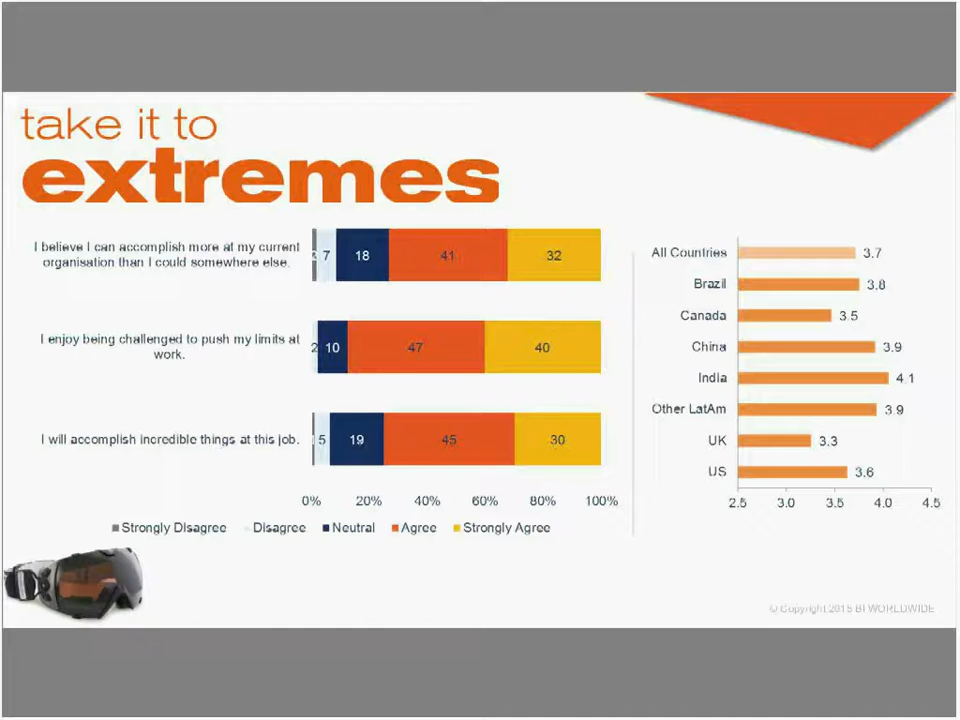 take it to
extremes
I believe I can accomplish more at my current
organisation than I could somewhere else.
7 18 41 32
I enjoy being challenged to push my limits at
work.
2 10 47 40
I will accomplish incredible things at this job.
5 19 45 30
0% 20% 40% 60% 80% 100%
Strongly Disagree Disagree Neutral Agree Strongly Agree
All Countries 3.7
Brazil 3.8
Canada 3.5
China 3.9
India 4.1
Other LatAm 3.9
UK 3.3
US 3.6
2.5 3.0 3.5 4.0 4.5
© Copyright 2015 BI WORLDWIDE